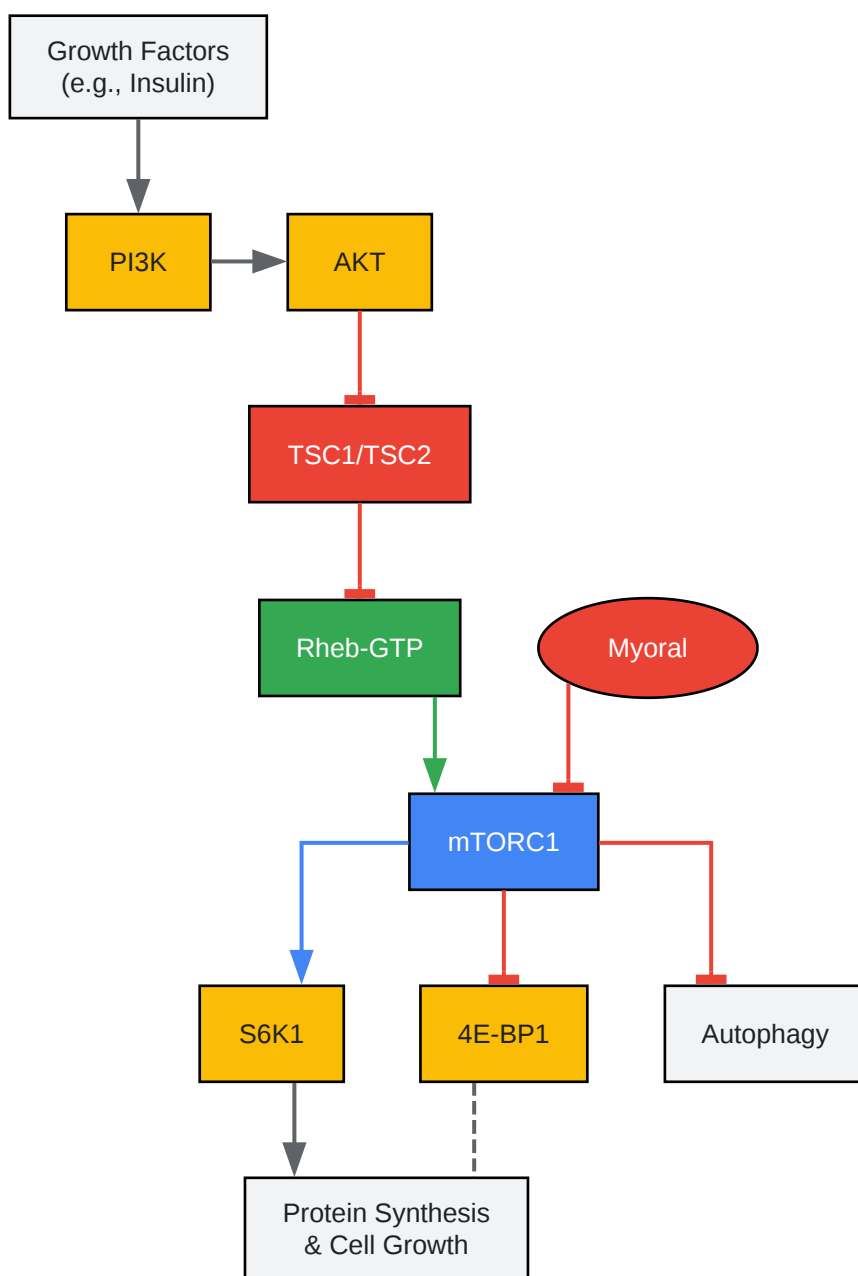 Growth Factors
(e.g., Insulin)
PI3K
AKT
TSC1/TSC2
Rheb-GTP
Myoral
mTORC1
S6K1
4E-BP1
Autophagy
Protein Synthesis
& Cell Growth